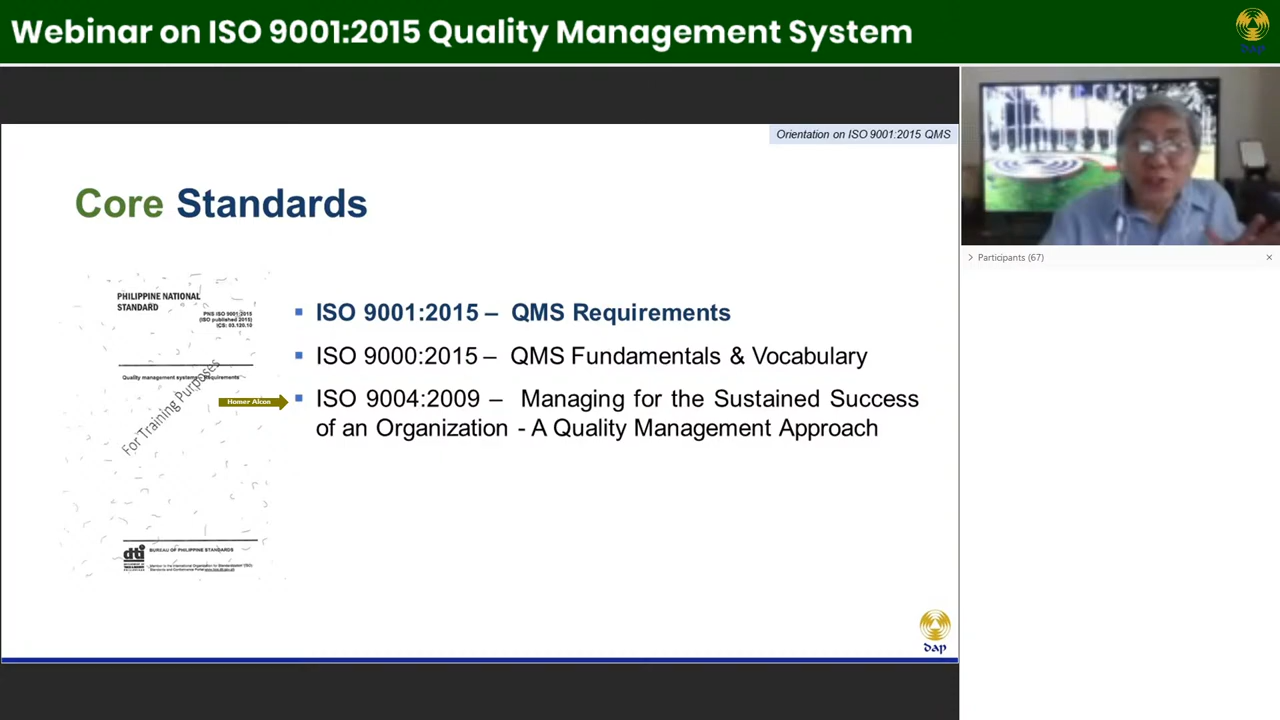 Webinar on ISO 9001:2015 Quality Management System
dap
Orientation on ISO 9001:2015 QMS
Participants (67)
Core Standards
PHILIPPINE NATIONAL
STANDARD
PNS ISO 9001:2015
(ISO published 2015)
ICS: 03.120.10
Quality management systems – Requirements
For Training Purposes
Homer Alcon
ISO 9001:2015 – QMS Requirements
ISO 9000:2015 – QMS Fundamentals & Vocabulary
ISO 9004:2009 – Managing for the Sustained Success
of an Organization - A Quality Management Approach
dti
BUREAU OF PHILIPPINE STANDARDS
dap